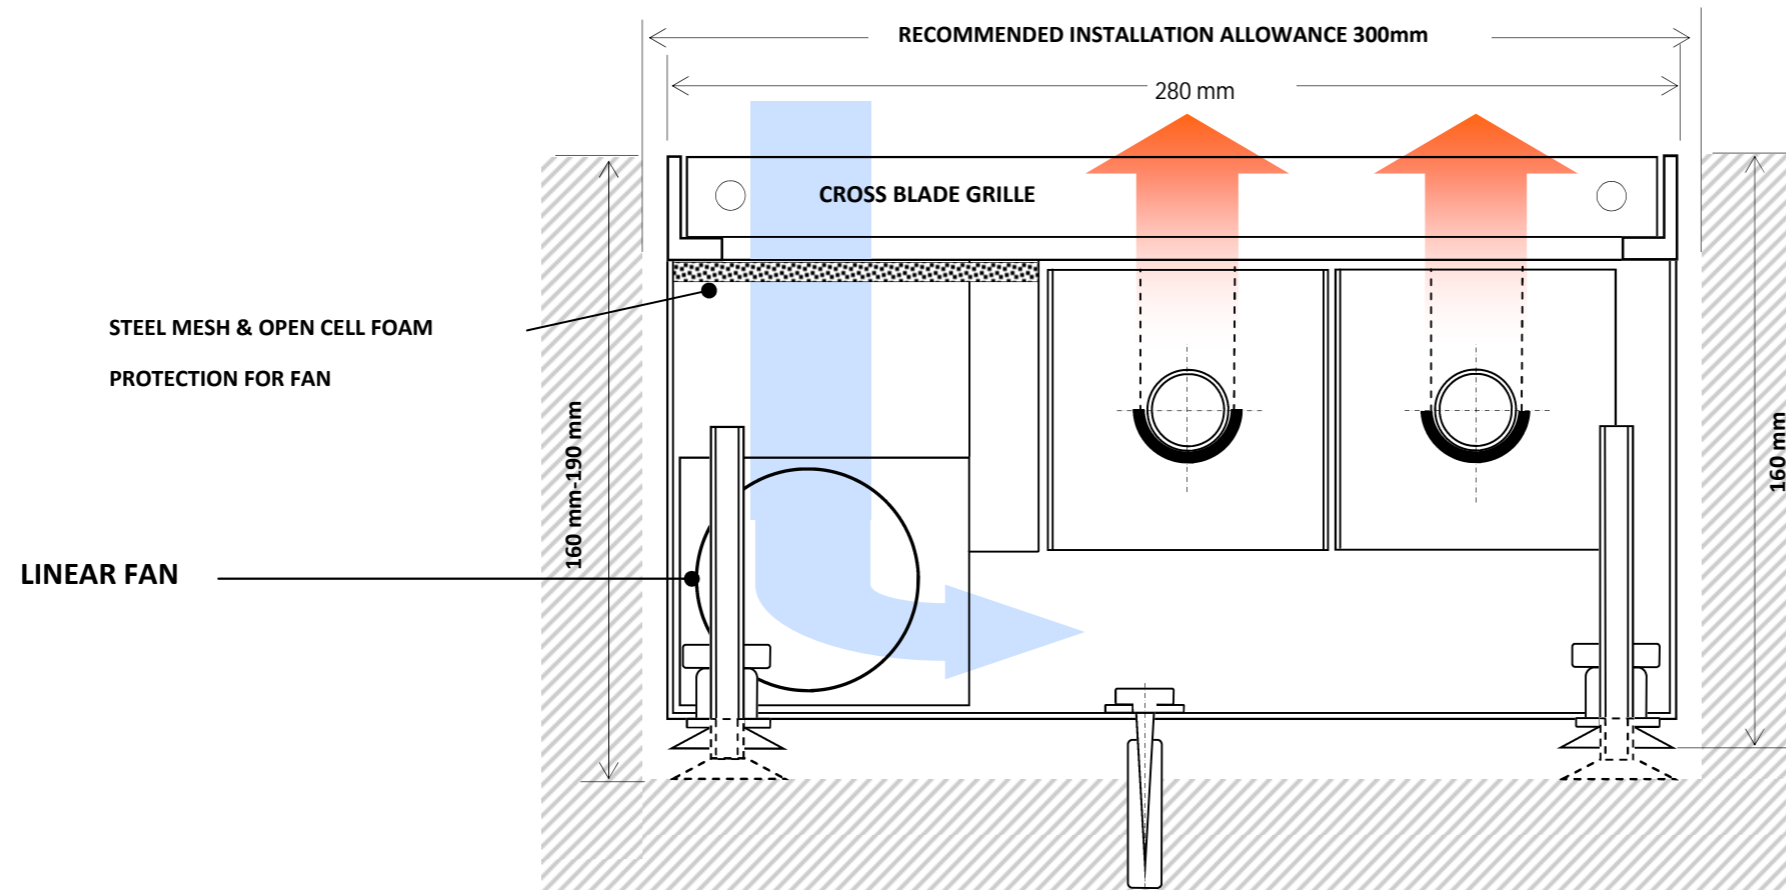 RECOMMENDED INSTALLATION ALLOWANCE 300mm
280 mm
CROSS BLADE GRILLE
STEEL MESH & OPEN CELL FOAM
PROTECTION FOR FAN
160 mm-190 mm
160 mm
LINEAR FAN